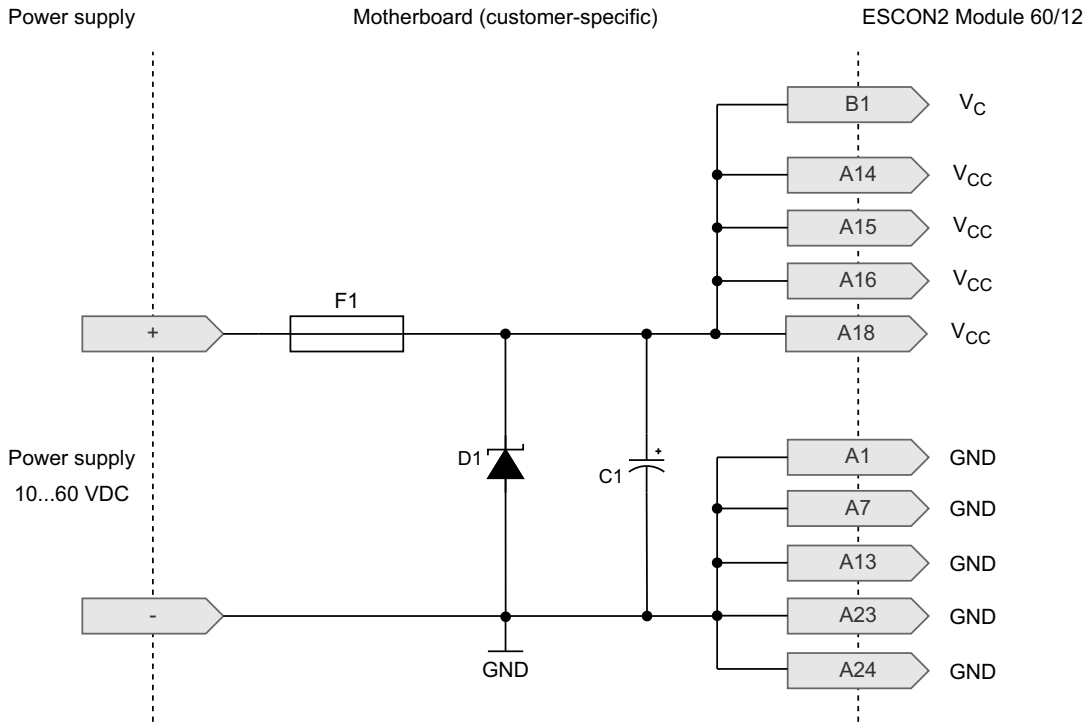 Power supply
Motherboard (customer-specific)
ESCON2 Module 60/12
B1 VC
A14 VCC
A15 VCC
A16 VCC
F1
+
A18 VCC
Power supply
10...60 VDC
D1
C1
+
A1 GND
A7 GND
A13 GND
-
A23 GND
GND
A24 GND